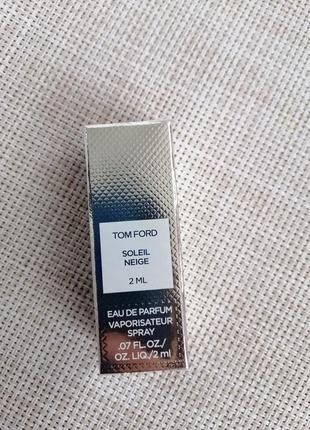 TOM FORD
SOLEIL
NEIGE
2 ML
EAU DE PARFUM
VAPORISATEUR
SPRAY
.07 FL.OZ./
OZ. LIQ./2 ml